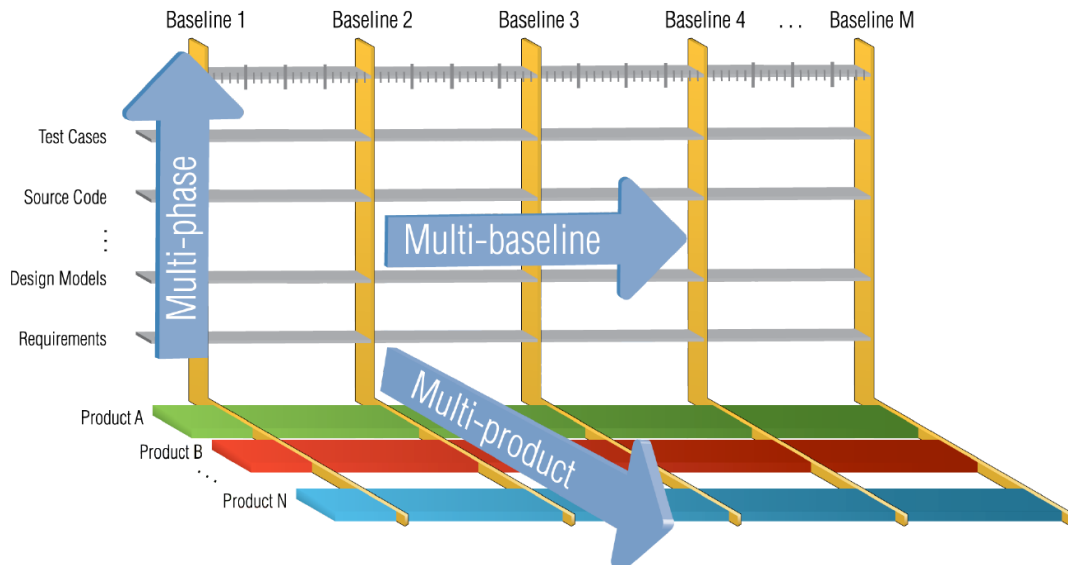 Baseline 1 Baseline 2 Baseline 3 Baseline 4 ... Baseline M
Test Cases
Source Code
...
Design Models
Requirements
Multi-phase
Multi-baseline
Multi-product
Product A
Product B
...
Product N